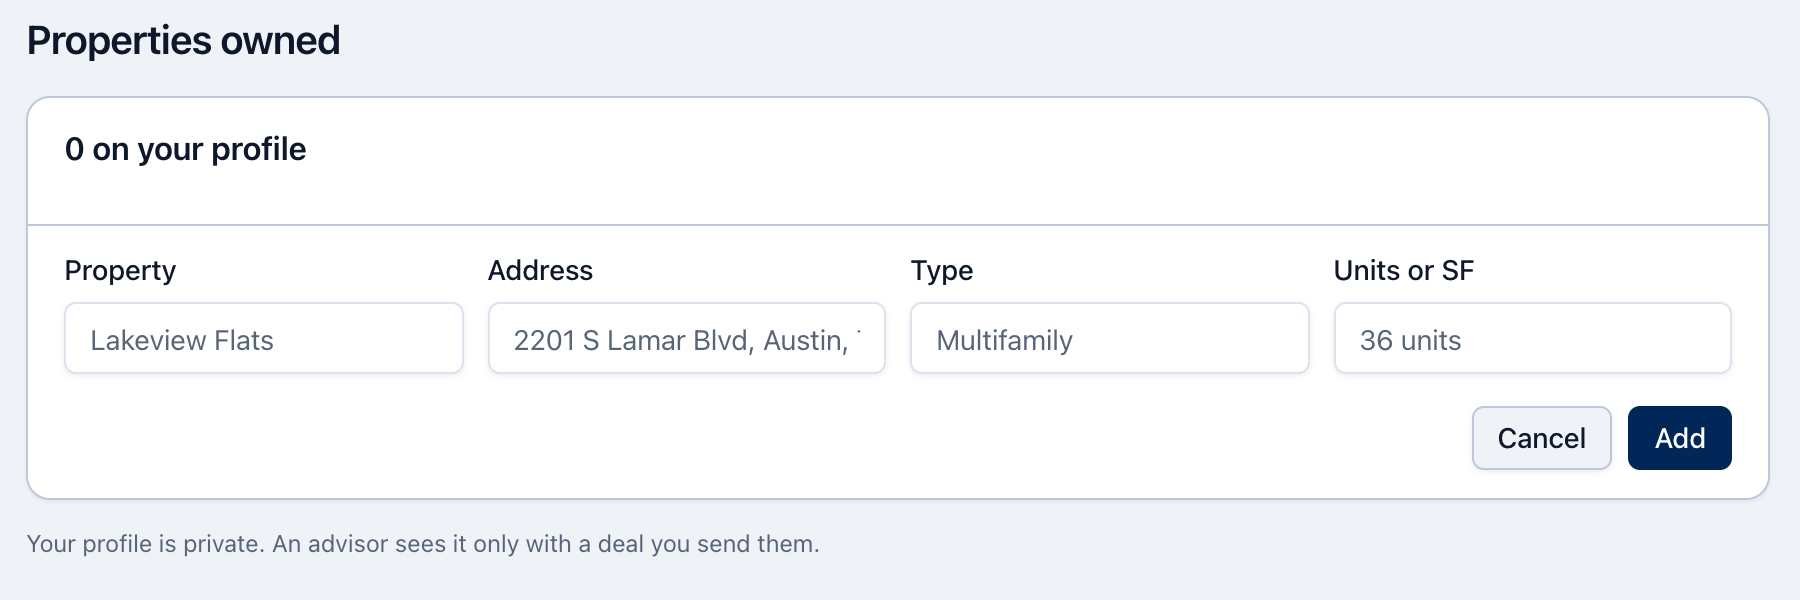 Properties owned
0 on your profile
Property Address Type Units or SF
Lakeview Flats 2201 S Lamar Blvd, Austin, Multifamily 36 units
Cancel Add
Your profile is private. An advisor sees it only with a deal you send them.